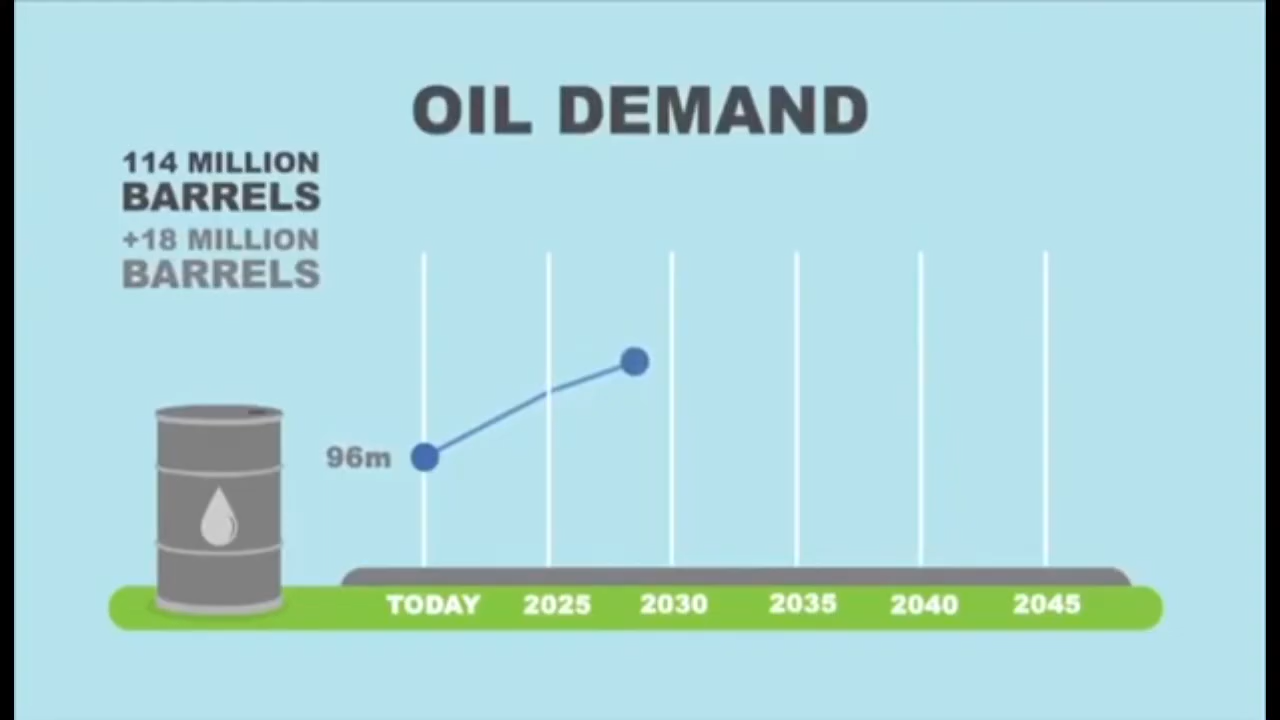 OIL DEMAND
114 MILLION
BARRELS
+18 MILLION
BARRELS
96m
TODAY 2025 2030 2035 2040 2045